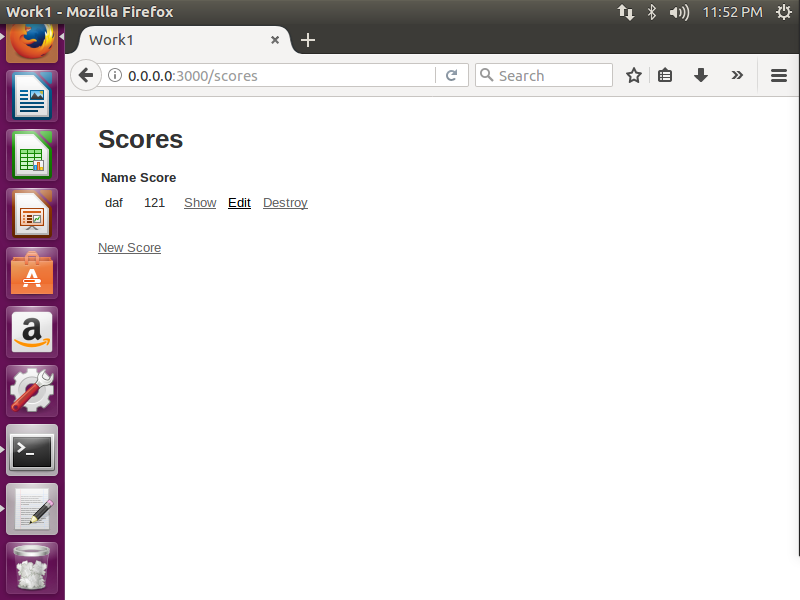 Work1 - Mozilla Firefox
11:52 PM
Work1
0.0.0.0:3000/scores
Search
Scores
Name Score
daf 121 Show Edit Destroy
New Score